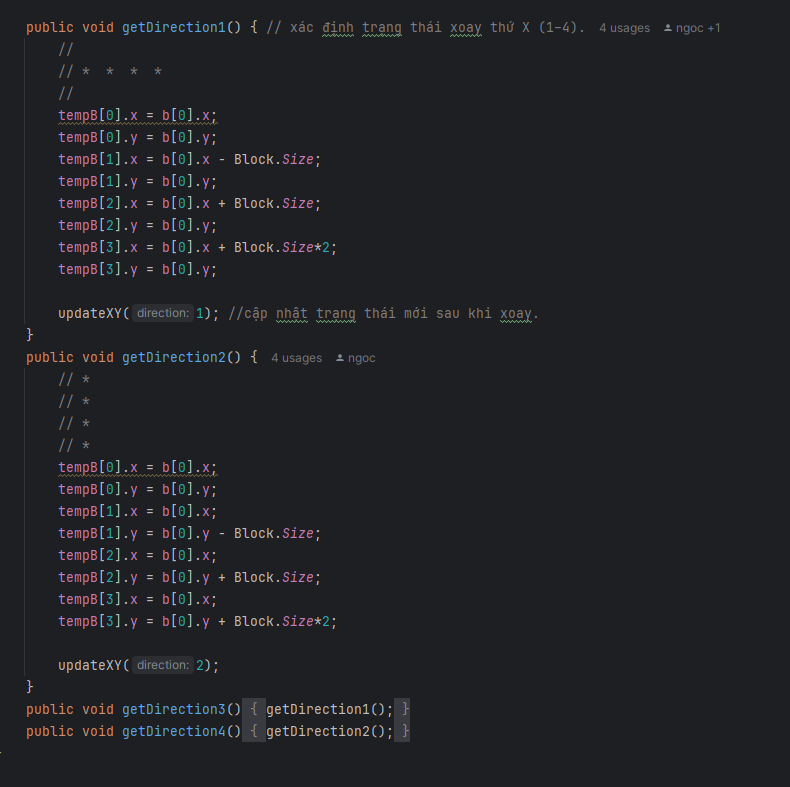 public void getDirection1() { // xác định trạng thái xoay thứ X (1-4). 4 usages ngoc +1
//
// * * * *
//
tempB[0].x = b[0].x;
tempB[0].y = b[0].y;
tempB[1].x = b[0].x - Block.Size;
tempB[1].y = b[0].y;
tempB[2].x = b[0].x + Block.Size;
tempB[2].y = b[0].y;
tempB[3].x = b[0].x + Block.Size*2;
tempB[3].y = b[0].y;
updateXY( direction: 1); //cập nhật trạng thái mới sau khi xoay.
}
public void getDirection2() { 4 usages ngoc
// *
// *
// *
// *
tempB[0].x = b[0].x;
tempB[0].y = b[0].y;
tempB[1].x = b[0].x;
tempB[1].y = b[0].y - Block.Size;
tempB[2].x = b[0].x;
tempB[2].y = b[0].y + Block.Size;
tempB[3].x = b[0].x;
tempB[3].y = b[0].y + Block.Size*2;
updateXY( direction: 2);
}
public void getDirection3() { getDirection1(); }
public void getDirection4() { getDirection2(); }